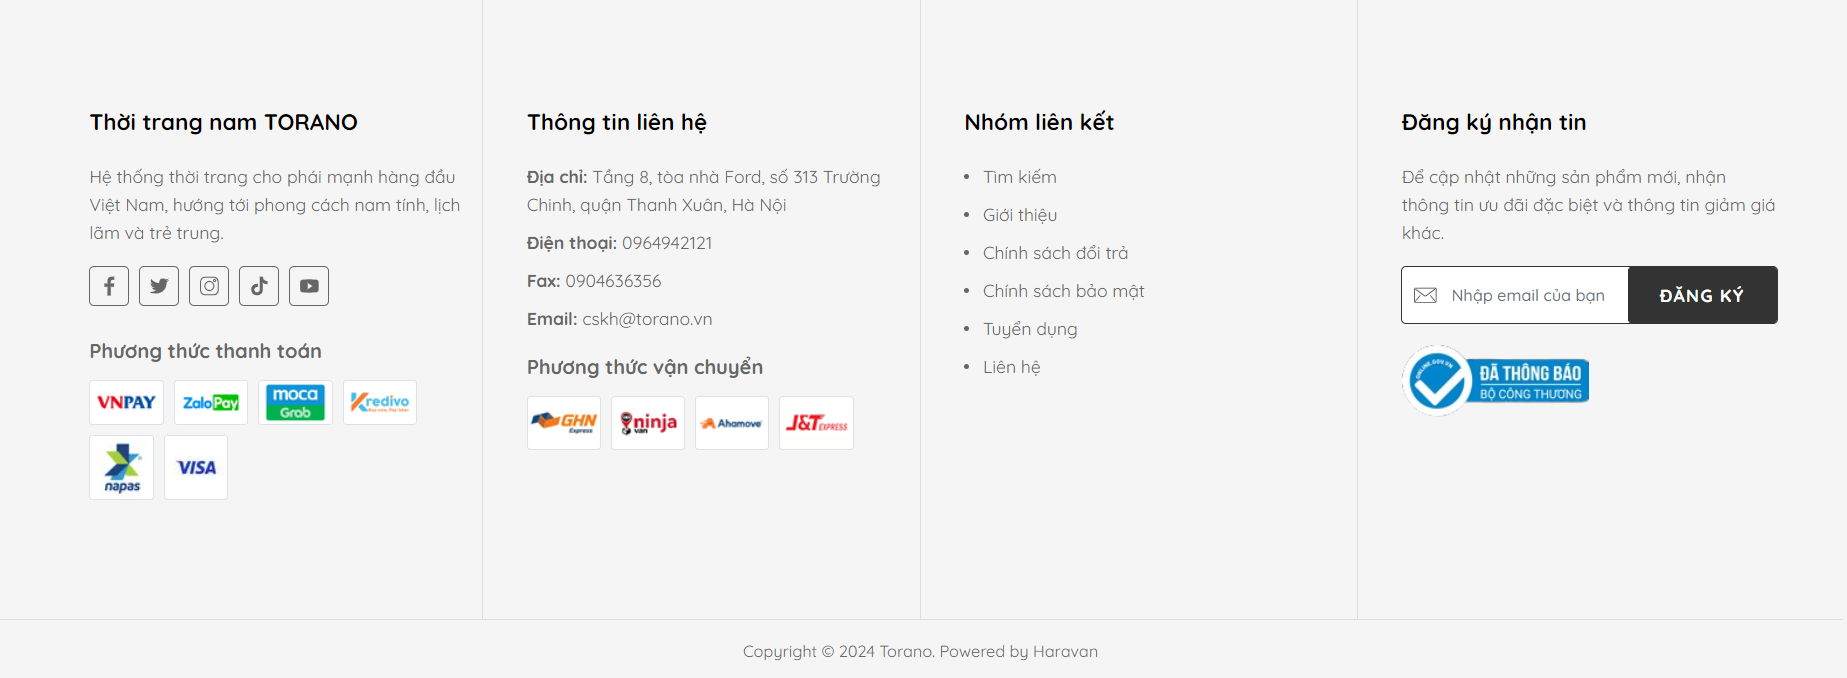 Thời trang nam TORANO
Hệ thống thời trang cho phái mạnh hàng đầu
Việt Nam, hướng tới phong cách nam tính, lịch
lãm và trẻ trung.
Phương thức thanh toán
VNPAY
ZaloPay
moca
Grab
Kredivo
Buy now, Pay later
napas
VISA
Thông tin liên hệ
Địa chỉ: Tầng 8, tòa nhà Ford, số 313 Trường
Chinh, quận Thanh Xuân, Hà Nội
Điện thoại: 0964942121
Fax: 0904636356
Email: cskh@torano.vn
Phương thức vận chuyển
GHN
Express
ninja
van
Ahamove
J&T EXPRESS
Nhóm liên kết
• Tìm kiếm
• Giới thiệu
• Chính sách đổi trả
• Chính sách bảo mật
• Tuyển dụng
• Liên hệ
Đăng ký nhận tin
Để cập nhật những sản phẩm mới, nhận
thông tin ưu đãi đặc biệt và thông tin giảm giá
khác.
Nhập email của bạn
ĐĂNG KÝ
ONLINE.GOV.VN
ĐÃ THÔNG BÁO
BỘ CÔNG THƯƠNG
Copyright © 2024 Torano. Powered by Haravan